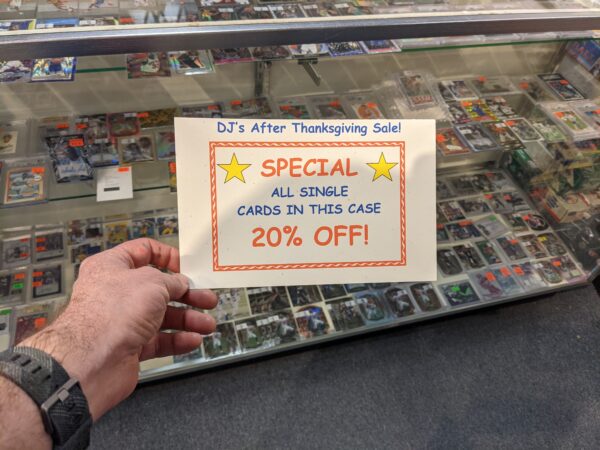 DJ's After Thanksgiving Sale!
SPECIAL
ALL SINGLE
CARDS IN THIS CASE
20% OFF!